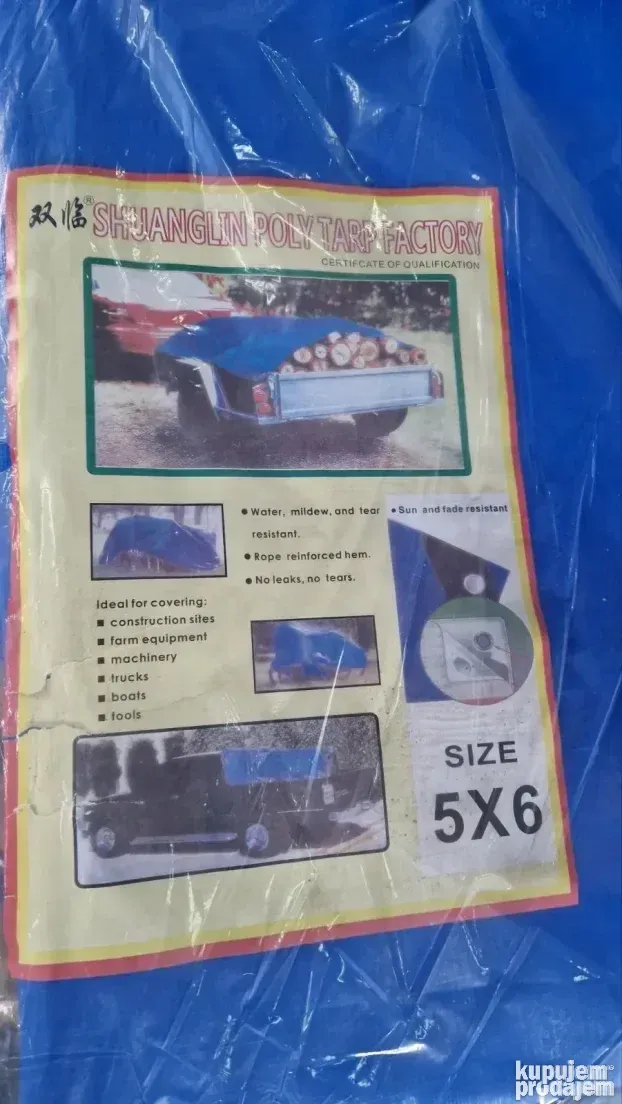 双临®
SHUANGLIN POLY TARP FACTORY
CERTIFCATE OF QUALIFICATION
• Water, mildew, and tear
resistant.
• Rope reinforced hem.
• No leaks, no tears.
• Sun and fade resistant
Ideal for covering:
■ construction sites
■ farm equipment
■ machinery
■ trucks
■ boats
■ tools
SIZE
5X6
kupujem
prodajem